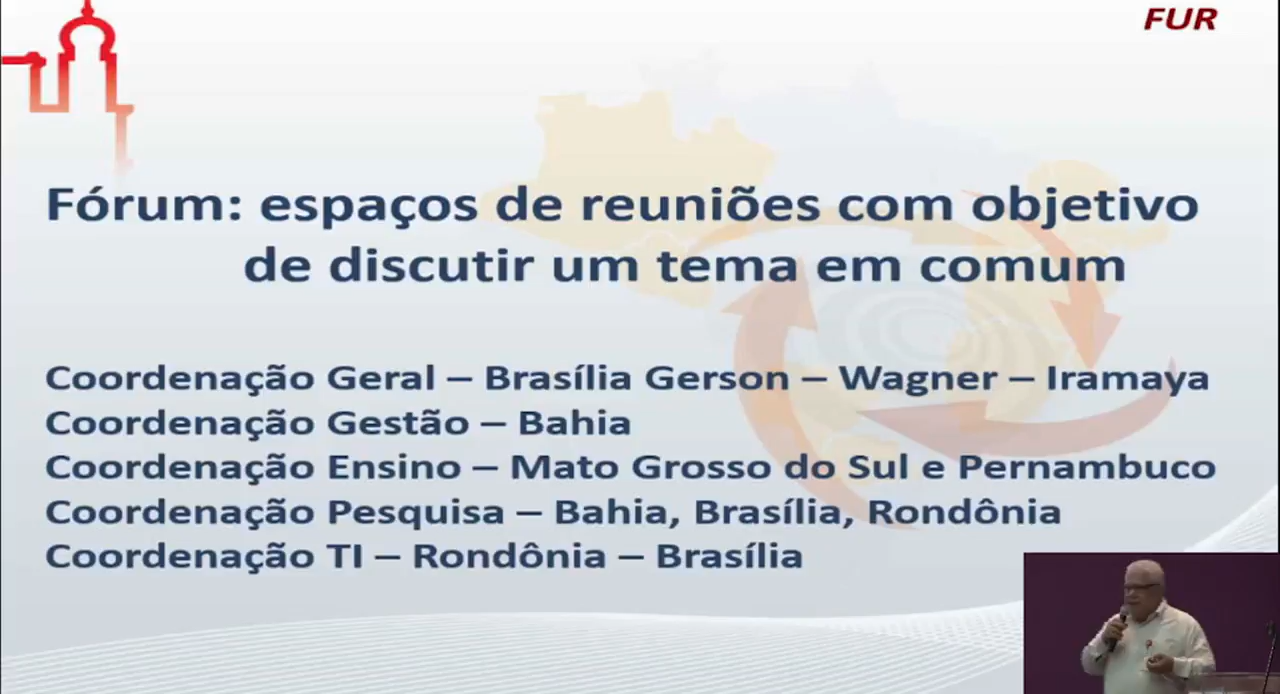 FUR
Fórum: espaços de reuniões com objetivo
de discutir um tema em comum
Coordenação Geral – Brasília Gerson – Wagner – Iramaya
Coordenação Gestão – Bahia
Coordenação Ensino – Mato Grosso do Sul e Pernambuco
Coordenação Pesquisa – Bahia, Brasília, Rondônia
Coordenação TI – Rondônia – Brasília